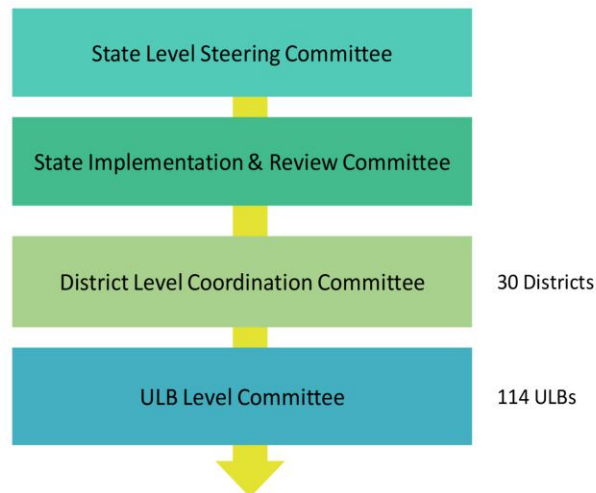 State Level Steering Committee
State Implementation & Review Committee
District Level Coordination Committee
30 Districts
ULB Level Committee
114 ULBs